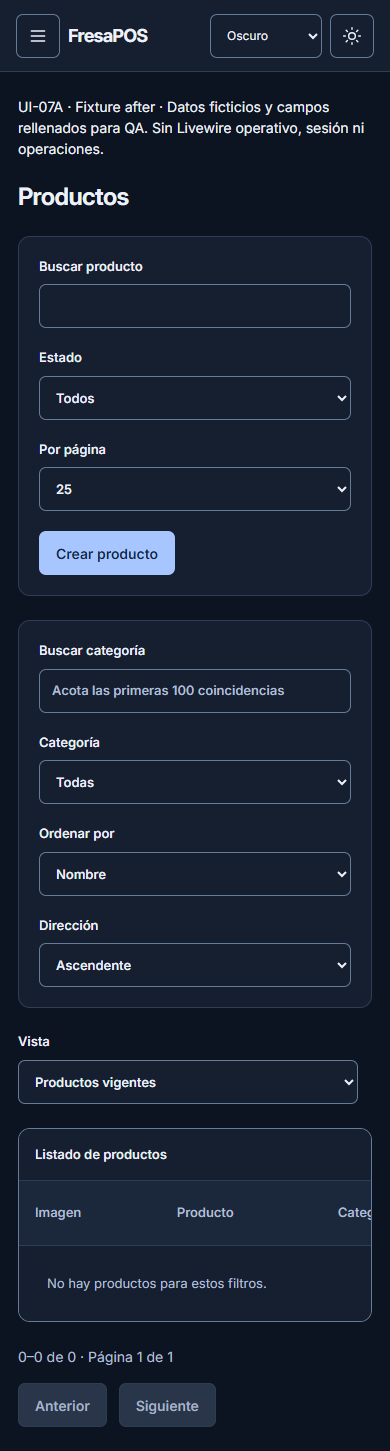 FresaPOS
Oscuro
UI-07A · Fixture after · Datos ficticios y campos
rellenados para QA. Sin Livewire operativo, sesión ni
operaciones.
Productos
Buscar producto
Estado
Todos
Por página
25
Crear producto
Buscar categoría
Acota las primeras 100 coincidencias
Categoría
Todas
Ordenar por
Nombre
Dirección
Ascendente
Vista
Productos vigentes
Listado de productos
Imagen Producto Categ
No hay productos para estos filtros.
0–0 de 0 · Página 1 de 1
Anterior Siguiente